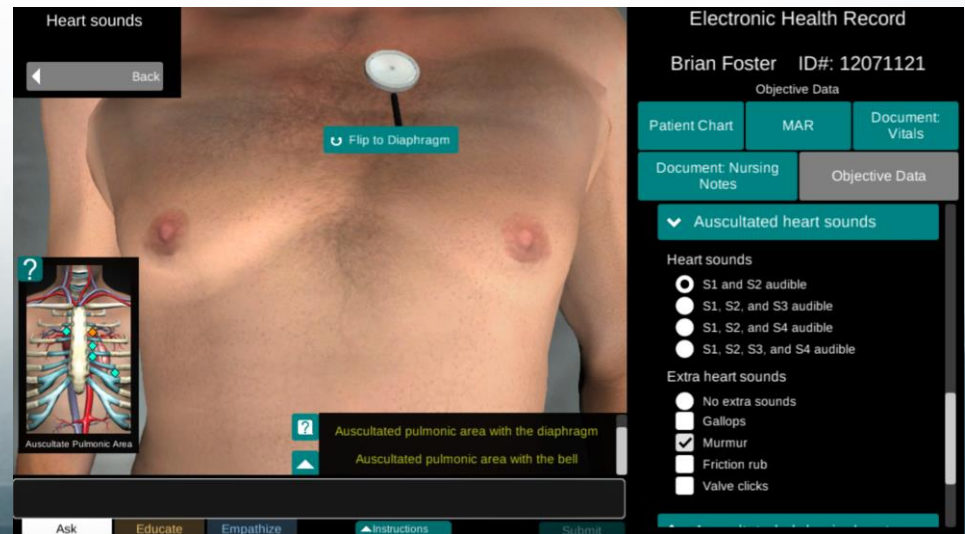 Heart sounds
Back
Flip to Diaphragm
?
Auscultate Pulmonic Area
?
Auscultated pulmonic area with the diaphragm
Auscultated pulmonic area with the bell
Ask
Educate
Empathize
Instructions
Submit
Electronic Health Record
Brian Foster ID#: 12071121
Objective Data
Patient Chart
MAR
Document:
Vitals
Document: Nursing
Notes
Objective Data
Auscultated heart sounds
Heart sounds
S1 and S2 audible
S1, S2, and S3 audible
S1, S2, and S4 audible
S1, S2, S3, and S4 audible
Extra heart sounds
No extra sounds
Gallops
Murmur
Friction rub
Valve clicks